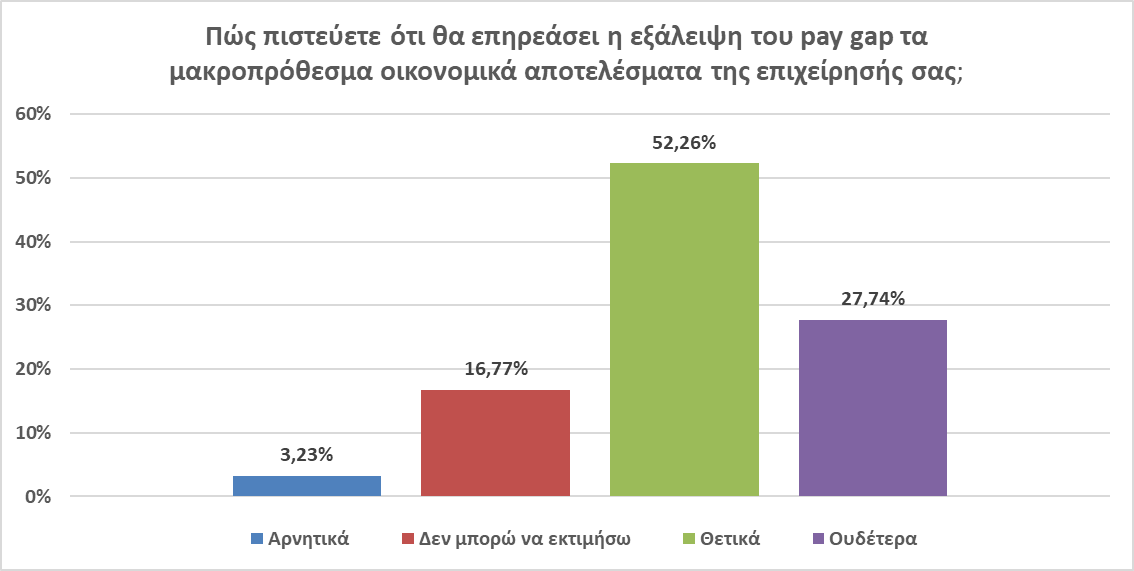 Πώς πιστεύετε ότι θα επηρεάσει η εξάλειψη του pay gap τα
μακροπρόθεσμα οικονομικά αποτελέσματα της επιχείρησής σας;
60%
50%
40%
30%
20%
10%
0%
3,23%
16,77%
52,26%
27,74%
Αρνητικά
Δεν μπορώ να εκτιμήσω
Θετικά
Ουδέτερα